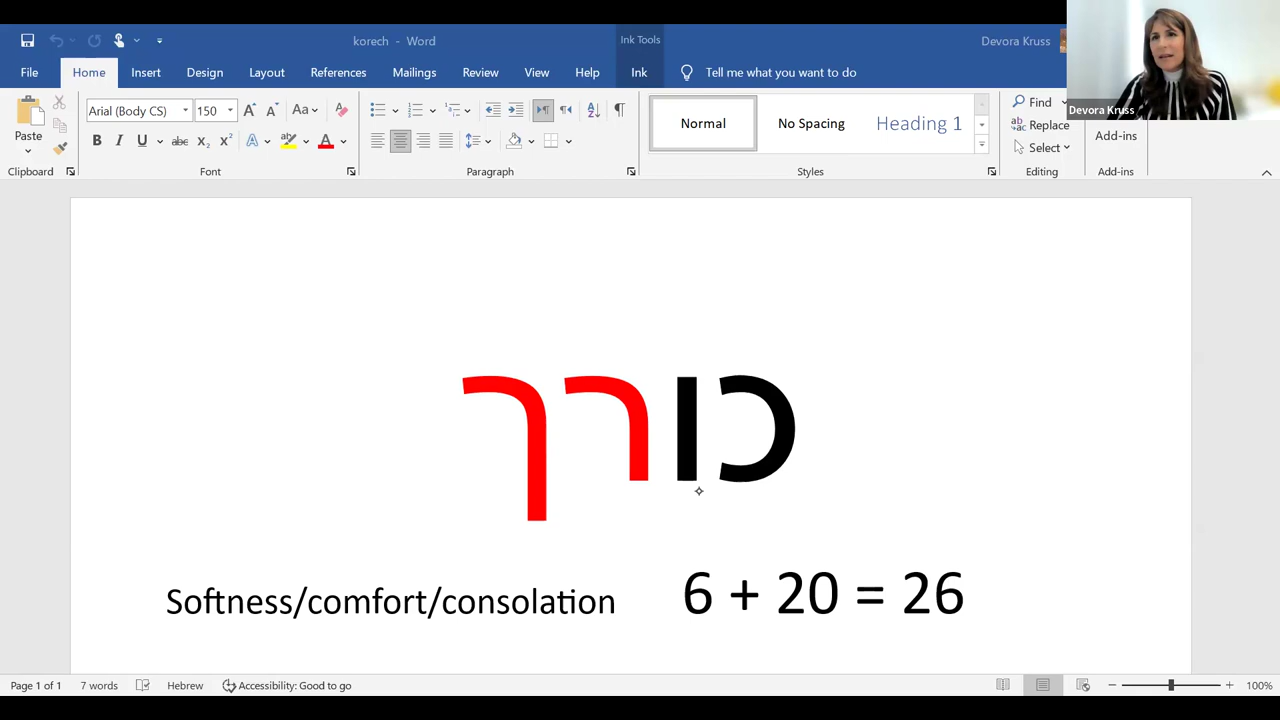 korech - Word
Ink Tools
Devora Kruss
File Home Insert Design Layout References Mailings Review View Help Ink Tell me what you want to do
Devora Kruss
Paste
Arial (Body CS) 150
Normal
No Spacing
Heading 1
Find
Replace
Select
Add-ins
Clipboard Font Paragraph Styles Editing Add-ins
כורך
Softness/comfort/consolation 6 + 20 = 26
Page 1 of 1 7 words Hebrew Accessibility: Good to go 100%